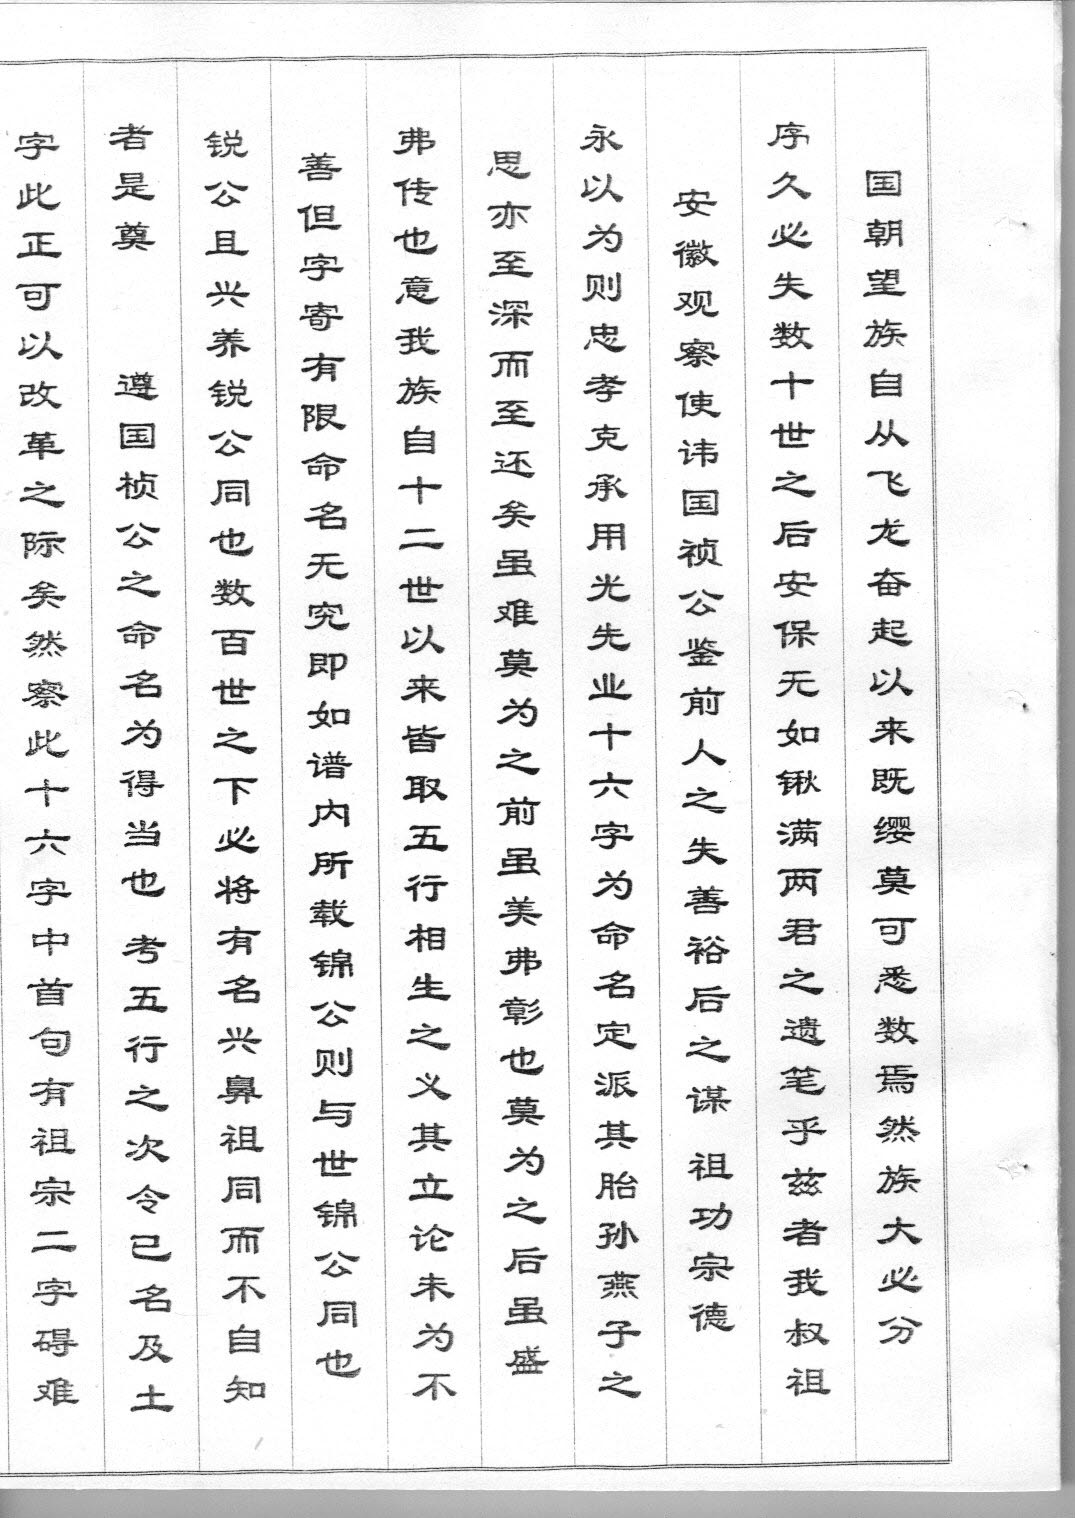 国朝望族自从飞龙奋起以来既缨莫可悉数焉然族大必分
序久必失数十世之后安保无如锹满两君之遗笔乎兹者我叔祖
安徽观察使讳国祯公鉴前人之失善裕后之谋 祖功宗德
永以为则忠孝克承用光先业十六字为命名定派其胎孙燕子之
思亦至深而至还矣虽难莫为之前虽美弗彰也莫为之后虽盛
弗传也意我族自十二世以来皆取五行相生之义其立论未为不
善但字寄有限命名无究即如谱内所载锦公则与世锦公同也
锐公且兴养锐公同也数百世之下必将有名兴鼻祖同而不自知
者是奠 遵国祯公之命名为得当也 考五行之次令已名及土
字此正可以改革之际矣然察此十六字中首句有祖宗二字碍难